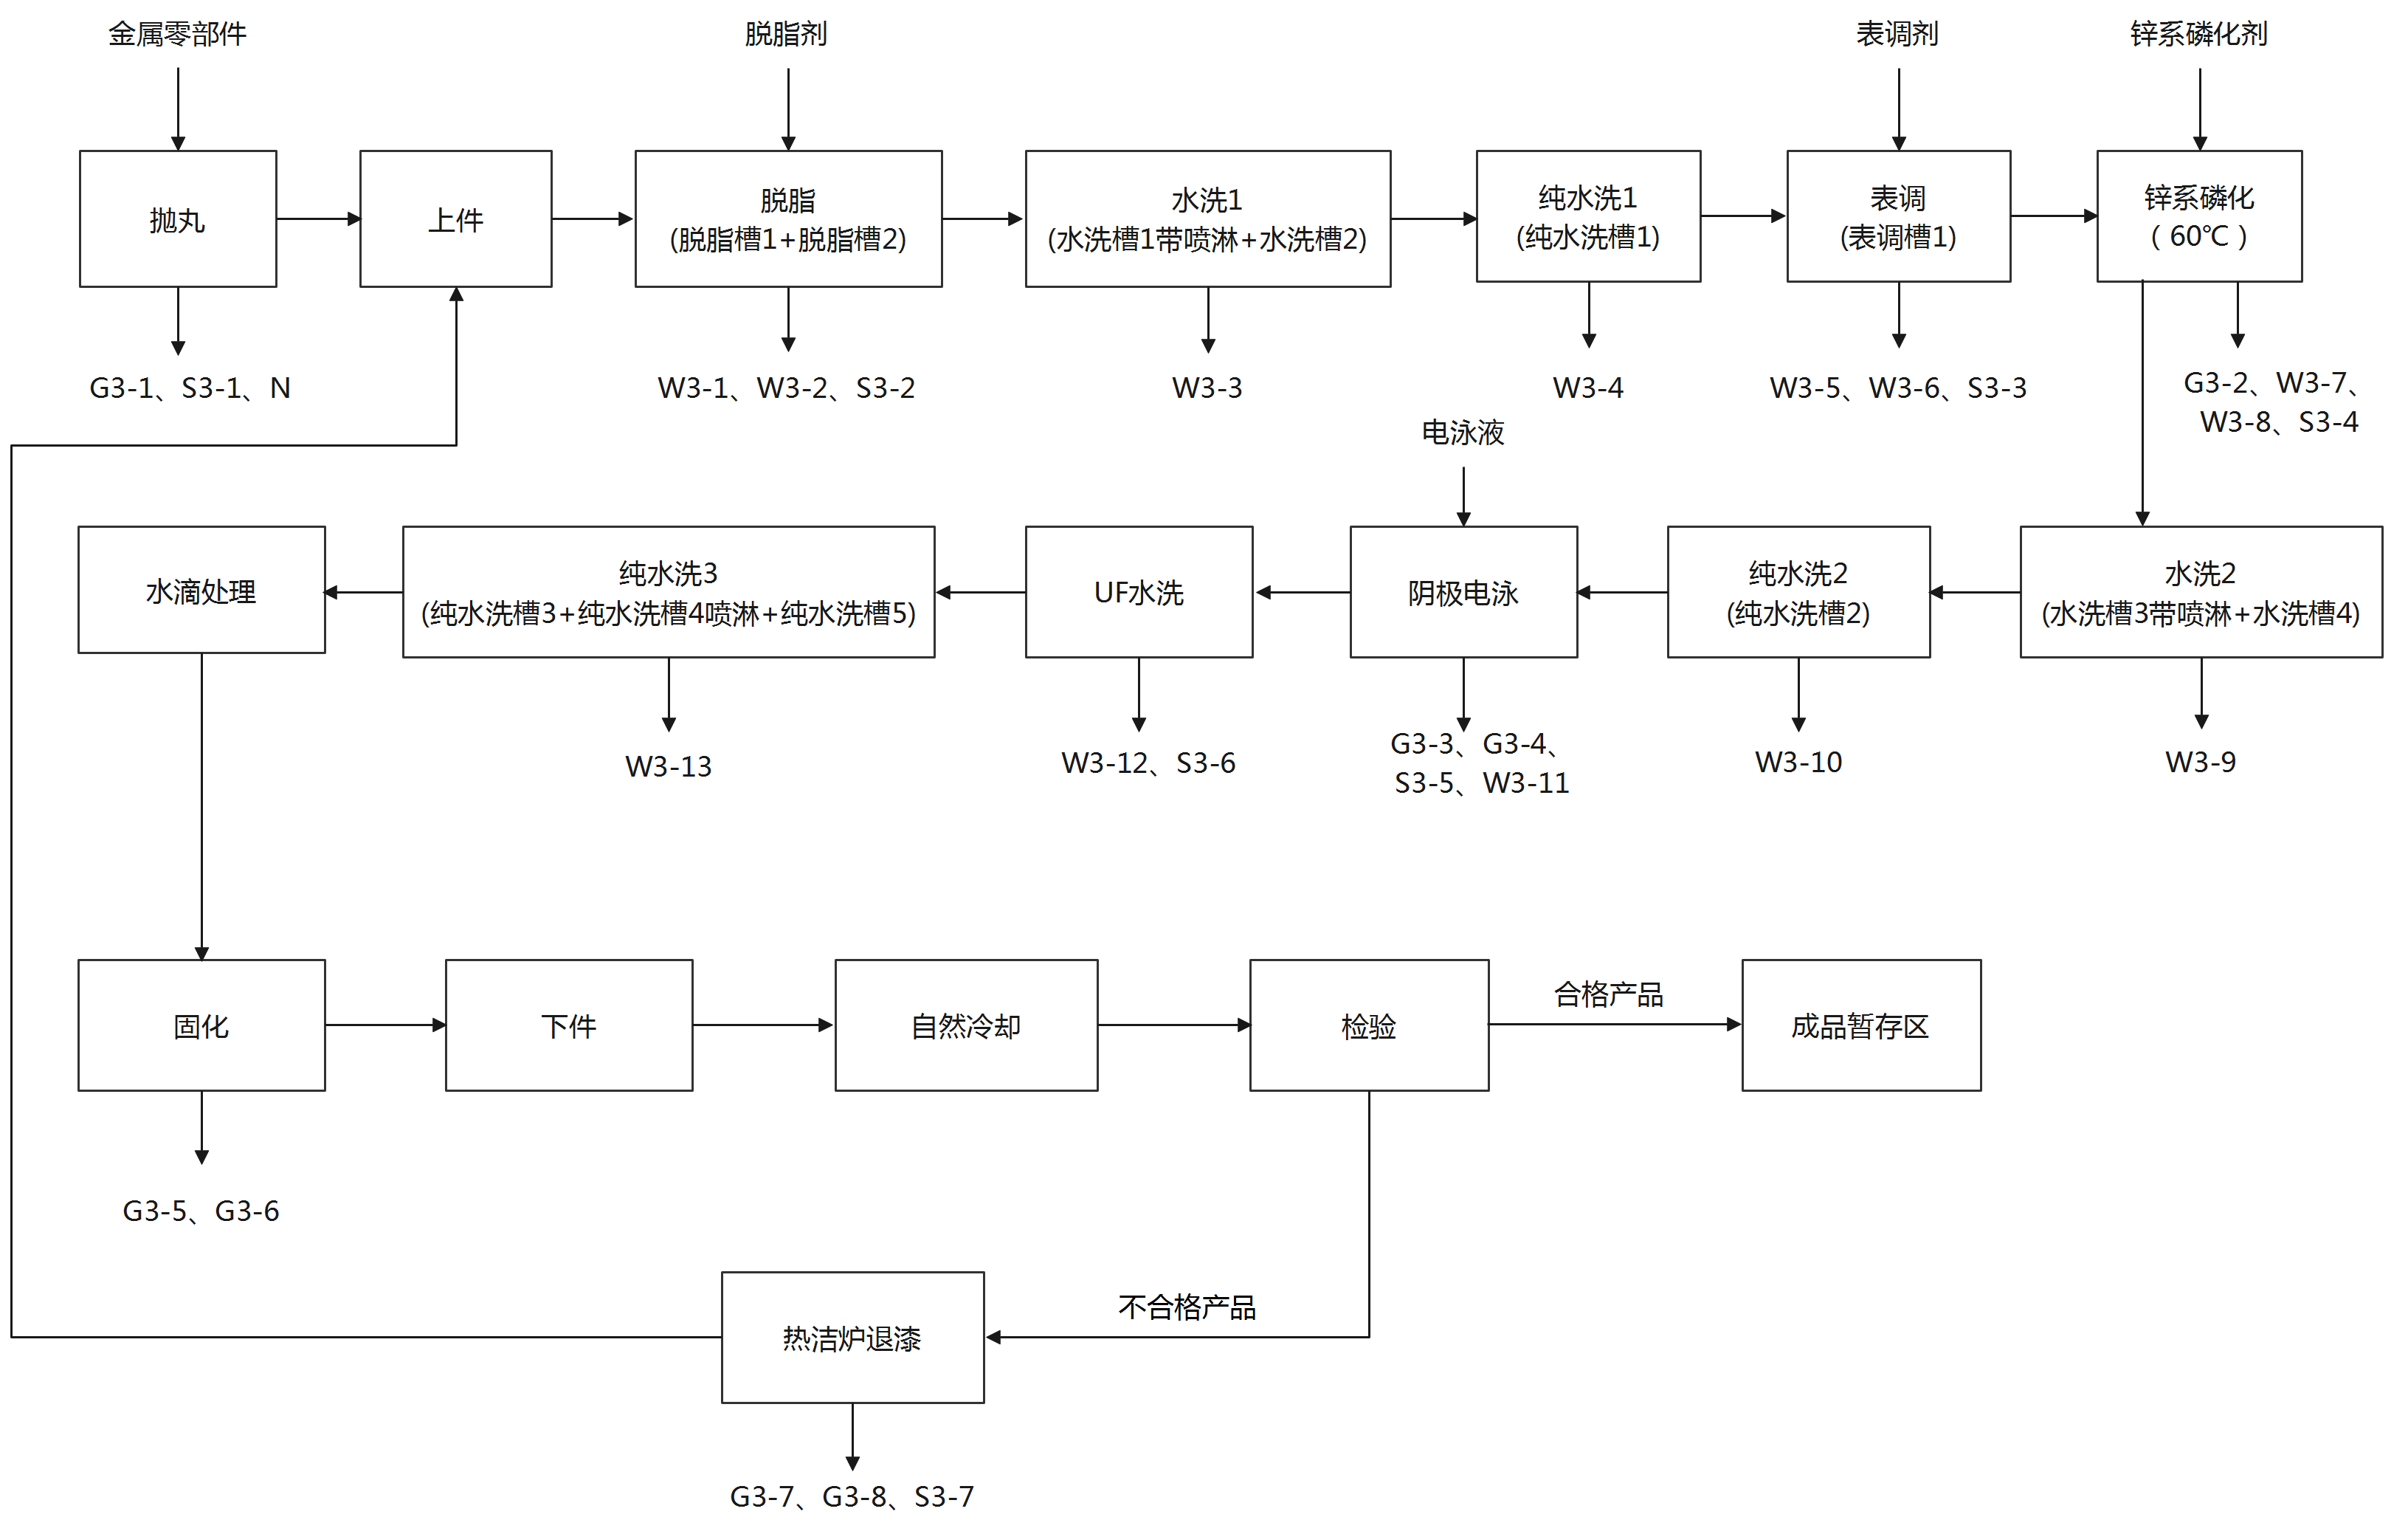 金属零部件
脱脂剂
表调剂
锌系磷化剂
抛丸
上件
脱脂
(脱脂槽1+脱脂槽2)
水洗1
(水洗槽1带喷淋+水洗槽2)
纯水洗1
(纯水洗槽1)
表调
(表调槽1)
锌系磷化
（60℃）
G3-1、S3-1、N
W3-1、W3-2、S3-2
W3-3
W3-4
W3-5、W3-6、S3-3
G3-2、W3-7、
W3-8、S3-4
电泳液
水滴处理
纯水洗3
(纯水洗槽3+纯水洗槽4喷淋+纯水洗槽5)
UF水洗
阴极电泳
纯水洗2
(纯水洗槽2)
水洗2
(水洗槽3带喷淋+水洗槽4)
W3-13
W3-12、S3-6
G3-3、G3-4、
S3-5、W3-11
W3-10
W3-9
固化
下件
自然冷却
检验
合格产品
成品暂存区
G3-5、G3-6
热洁炉退漆
不合格产品
G3-7、G3-8、S3-7